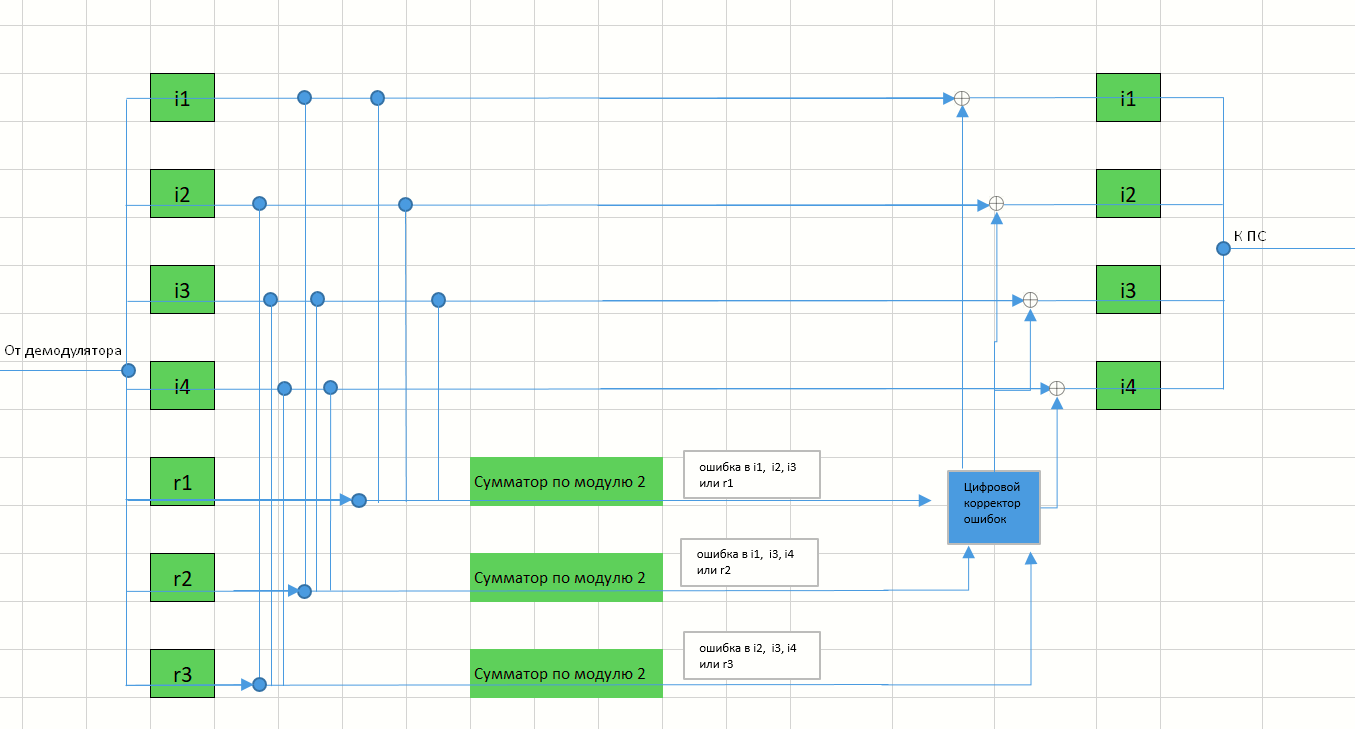 i1
i1
i2
i2
К ПС
i3
i3
От демодулятора
i4
i4
r1
Сумматор по модулю 2
ошибка в i1, i2, i3
или r1
Цифровой
корректор
ошибок
r2
Сумматор по модулю 2
ошибка в i1, i3, i4
или r2
r3
Сумматор по модулю 2
ошибка в i2, i3, i4
или r3